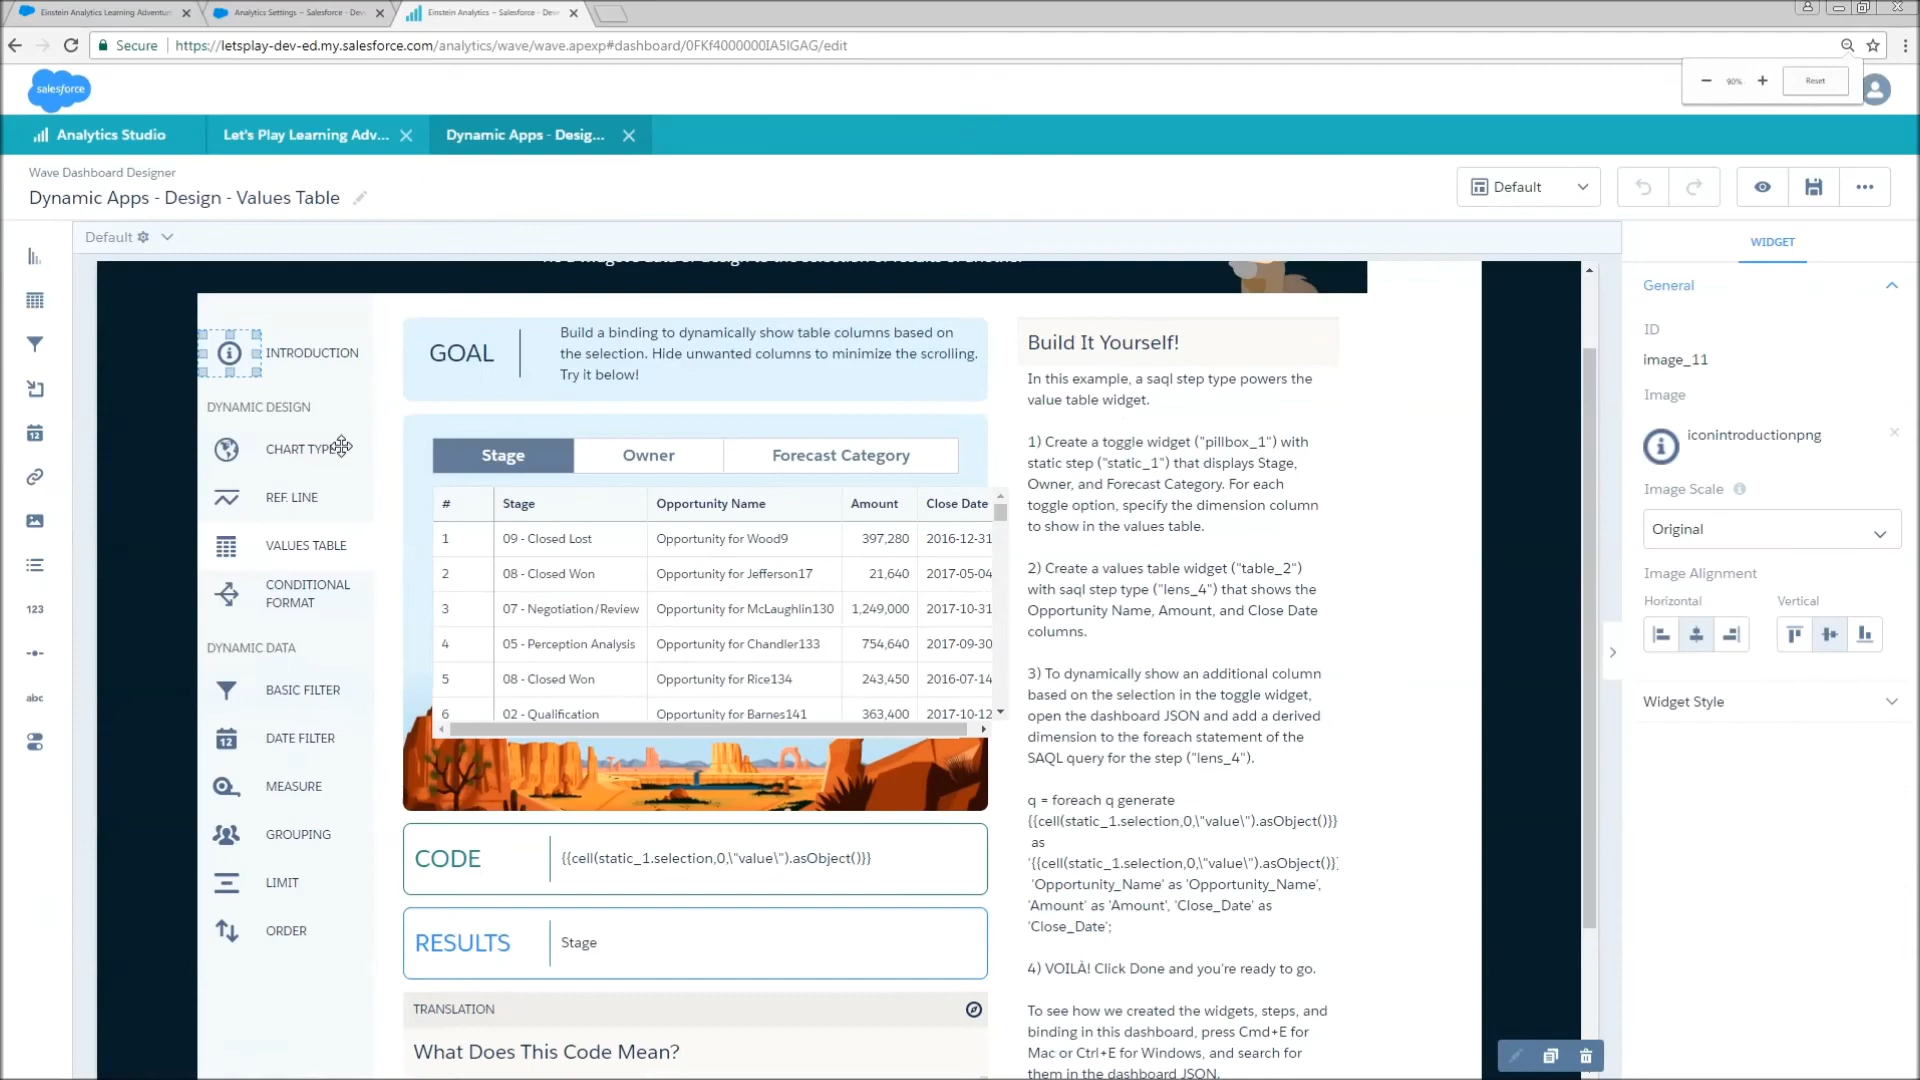 Einstein Analytics Learning Adventur
Analytics Settings – Salesforce - Dev
Einstein Analytics – Salesforce - Deve
Secure
https://letsplay-dev-ed.my.salesforce.com/analytics/wave/wave.apexp#dashboard/0FKf4000000IA5IGAG/edit
90%
Reset
salesforce
Analytics Studio
Let's Play Learning Adv...
Dynamic Apps - Desig...
Wave Dashboard Designer
Dynamic Apps - Design - Values Table
Default
Default
WIDGET
INTRODUCTION
DYNAMIC DESIGN
CHART TYPE
REF. LINE
VALUES TABLE
CONDITIONAL
FORMAT
DYNAMIC DATA
BASIC FILTER
DATE FILTER
MEASURE
GROUPING
LIMIT
ORDER
123
abc
12
12
GOAL
Build a binding to dynamically show table columns based on
the selection. Hide unwanted columns to minimize the scrolling.
Try it below!
Stage Owner Forecast Category
# Stage Opportunity Name Amount Close Date
1 09 - Closed Lost Opportunity for Wood9 397,280 2016-12-31
2 08 - Closed Won Opportunity for Jefferson17 21,640 2017-05-04
3 07 - Negotiation/Review Opportunity for McLaughlin130 1,249,000 2017-10-31
4 05 - Perception Analysis Opportunity for Chandler133 754,640 2017-09-30
5 08 - Closed Won Opportunity for Rice134 243,450 2016-07-14
6 02 - Qualification Opportunity for Barnes141 363,400 2017-10-12
CODE
{{cell(static_1.selection,0,\"value\").asObject()}}
RESULTS
Stage
TRANSLATION
What Does This Code Mean?
Build It Yourself!
In this example, a saql step type powers the
value table widget.
1) Create a toggle widget ("pillbox_1") with
static step ("static_1") that displays Stage,
Owner, and Forecast Category. For each
toggle option, specify the dimension column
to show in the values table.
2) Create a values table widget ("table_2")
with saql step type ("lens_4") that shows the
Opportunity Name, Amount, and Close Date
columns.
3) To dynamically show an additional column
based on the selection in the toggle widget,
open the dashboard JSON and add a derived
dimension to the foreach statement of the
SAQL query for the step ("lens_4").
q = foreach q generate
{{cell(static_1.selection,0,\"value\").asObject()}}
as
'{{cell(static_1.selection,0,\"value\").asObject()}}
'Opportunity_Name' as 'Opportunity_Name',
'Amount' as 'Amount', 'Close_Date' as
'Close_Date';
4) VOILÀ! Click Done and you're ready to go.
To see how we created the widgets, steps, and
binding in this dashboard, press Cmd+E for
Mac or Ctrl+E for Windows, and search for
them in the dashboard JSON.
General
ID
image_11
Image
iconintroductionpng
Image Scale
Original
Image Alignment
Horizontal
Vertical
Widget Style